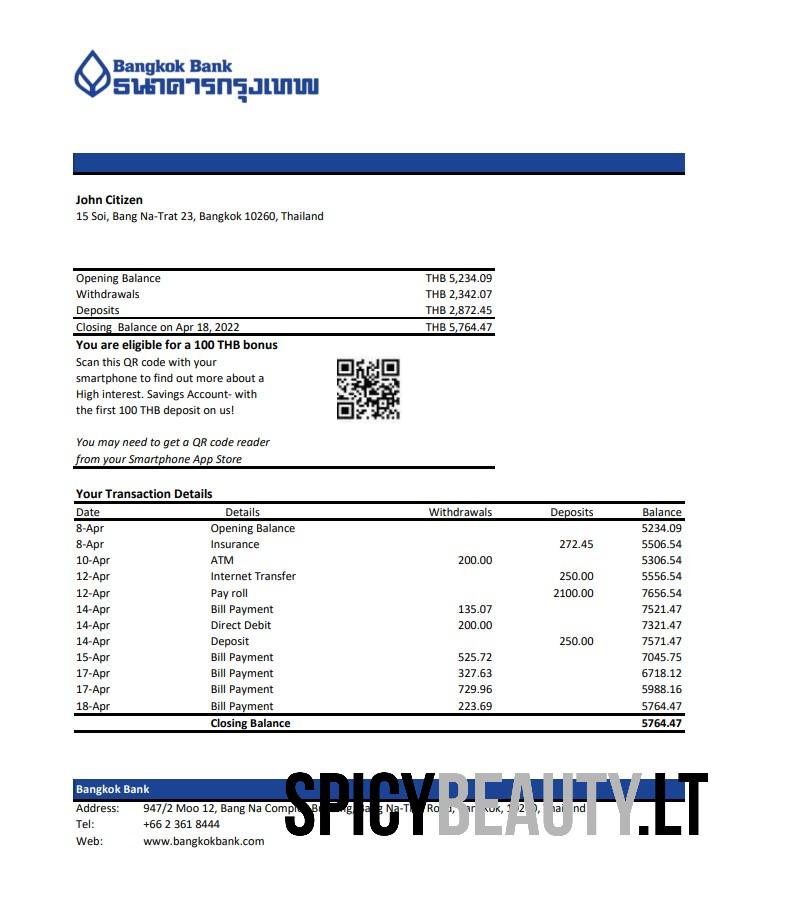 Bangkok Bank
ธนาคารกรุงเทพ
John Citizen
15 Soi, Bang Na-Trat 23, Bangkok 10260, Thailand
Opening Balance THB 5,234.09
Withdrawals THB 2,342.07
Deposits THB 2,872.45
Closing Balance on Apr 18, 2022 THB 5,764.47
You are eligible for a 100 THB bonus
Scan this QR code with your
smartphone to find out more about a
High interest. Savings Account- with
the first 100 THB deposit on us!
You may need to get a QR code reader
from your Smartphone App Store
Your Transaction Details
Date Details Withdrawals Deposits Balance
8-Apr Opening Balance 5234.09
8-Apr Insurance 272.45 5506.54
10-Apr ATM 200.00 5306.54
12-Apr Internet Transfer 250.00 5556.54
12-Apr Pay roll 2100.00 7656.54
14-Apr Bill Payment 135.07 7521.47
14-Apr Direct Debit 200.00 7321.47
14-Apr Deposit 250.00 7571.47
15-Apr Bill Payment 525.72 7045.75
17-Apr Bill Payment 327.63 6718.12
17-Apr Bill Payment 729.96 5988.16
18-Apr Bill Payment 223.69 5764.47
Closing Balance 5764.47
Bangkok Bank
SPICYBEAUTY.LT
Address: 947/2 Moo 12, Bang Na
Tel: +66 2 361 8444
Web: www.bangkokbank.com